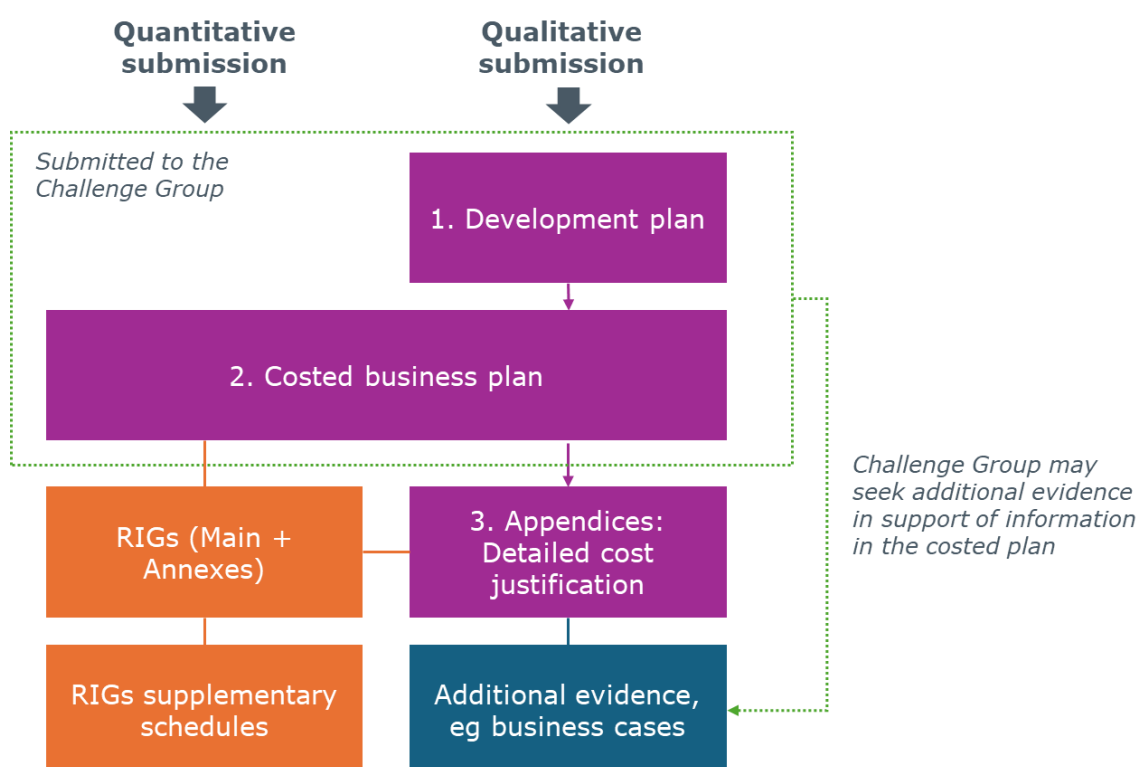 Quantitative
submission
Qualitative
submission
Submitted to the
Challenge Group
1. Development plan
2. Costed business plan
Challenge Group may
seek additional evidence
in support of information
in the costed plan
RIGs (Main +
Annexes)
3. Appendices:
Detailed cost
justification
RIGs supplementary
schedules
Additional evidence,
eg business cases